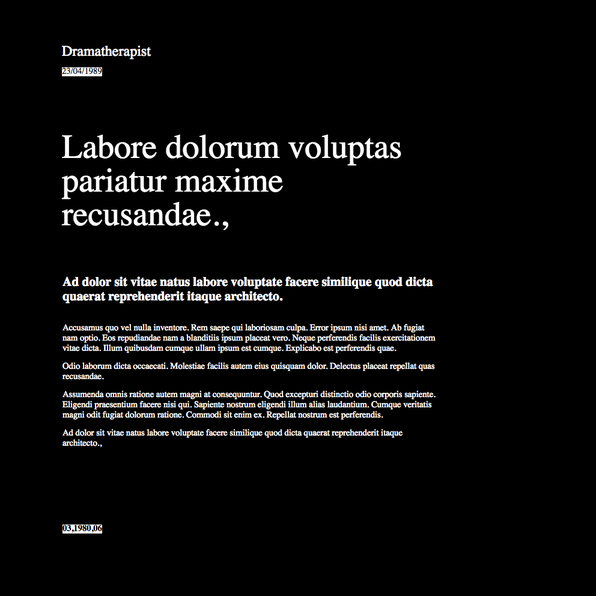 Dramatherapist
23/04/1989
Labore dolorum voluptas
pariatur maxime
recusandae.,
Ad dolor sit vitae natus labore voluptate facere similique quod dicta
quaerat reprehenderit itaque architecto.
Accusamus quo vel nulla inventore. Rem saepe qui laboriosam culpa. Error ipsum nisi amet. Ab fugiat
nam optio. Eos repudiandae nam a blanditiis ipsum placeat vero. Neque perferendis facilis exercitationem
vitae dicta. Illum quibusdam cumque ullam ipsum est cumque. Explicabo est perferendis quae.
Odio laborum dicta occaecati. Molestiae facilis autem eius quisquam dolor. Delectus placeat repellat quas
recusandae.
Assumenda omnis ratione autem magni at consequuntur. Quod excepturi distinctio odio corporis sapiente.
Eligendi praesentium facere nisi qui. Sapiente nostrum eligendi illum alias laudantium. Cumque veritatis
magni odit fugiat dolorum ratione. Commodi sit enim ex. Repellat nostrum est perferendis.
Ad dolor sit vitae natus labore voluptate facere similique quod dicta quaerat reprehenderit itaque
architecto.,
03,1980,06